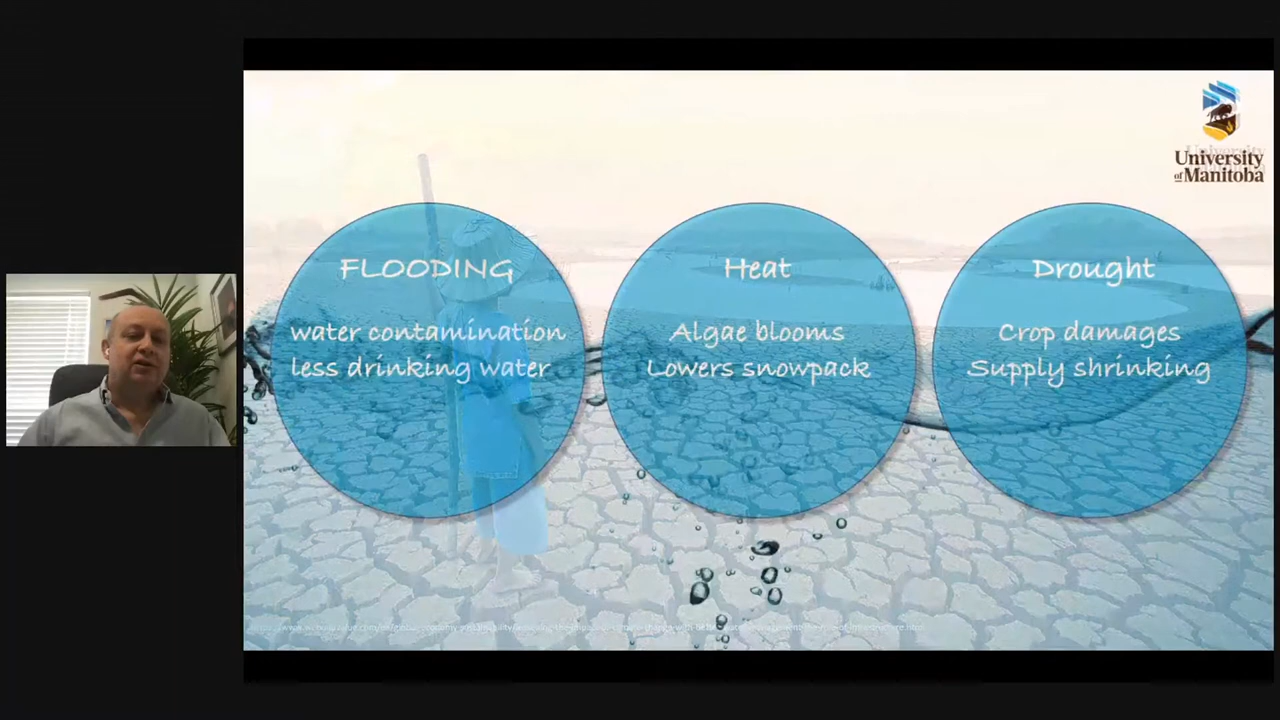 University
of Manitoba
FLOODING
water contamination
less drinking water
Heat
Algae blooms
Lowers snowpack
Drought
Crop damages
Supply shrinking